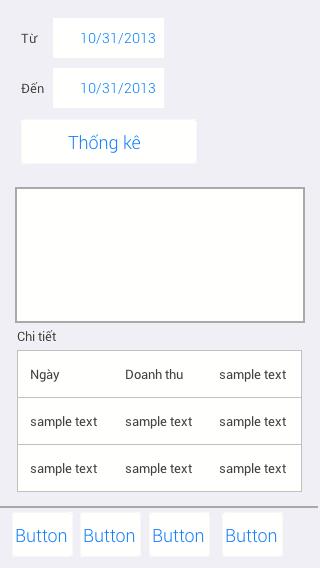 Từ 10/31/2013
Đến 10/31/2013
Thống kê
Chi tiết
Ngày Doanh thu sample text
sample text sample text sample text
sample text sample text sample text
Button Button Button Button